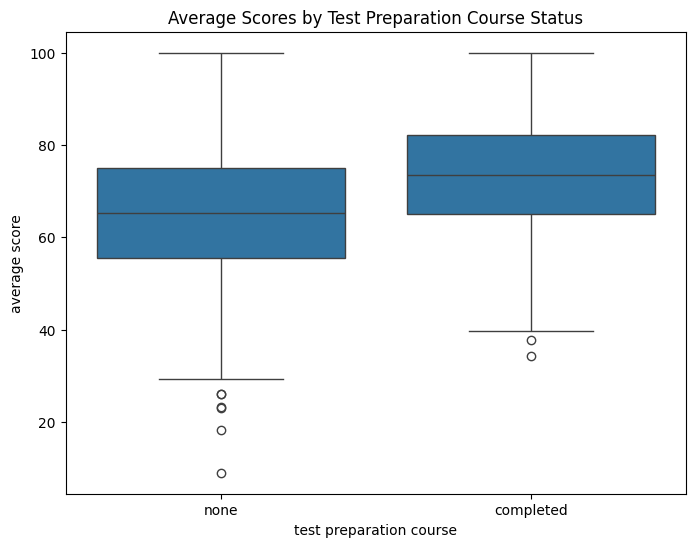 Average Scores by Test Preparation Course Status
100
80
60
40
20
average score
none
completed
test preparation course